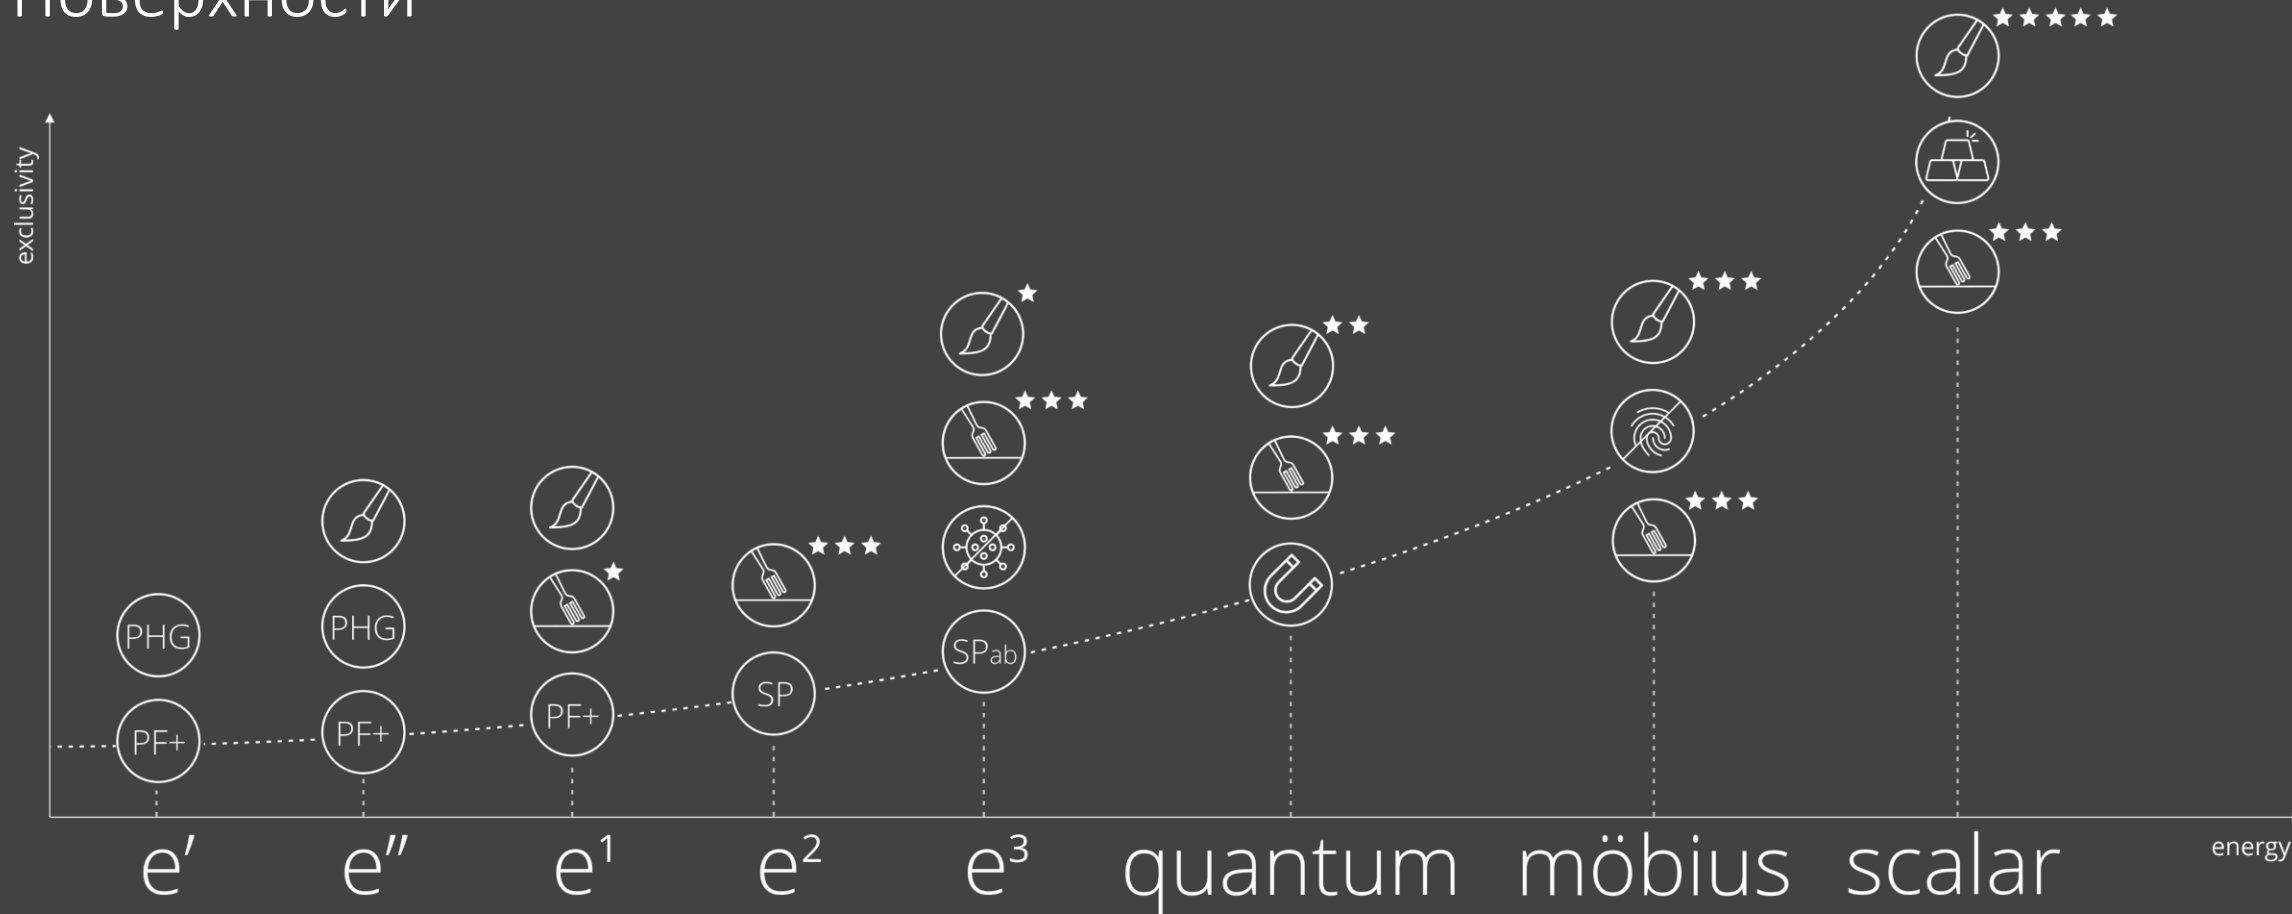 Поверхности
exclusivity
PHG
PHG
PF+
PF+
PF+
SP
SPab
e′
e″
e¹
e²
e³
quantum
möbius
scalar
energy